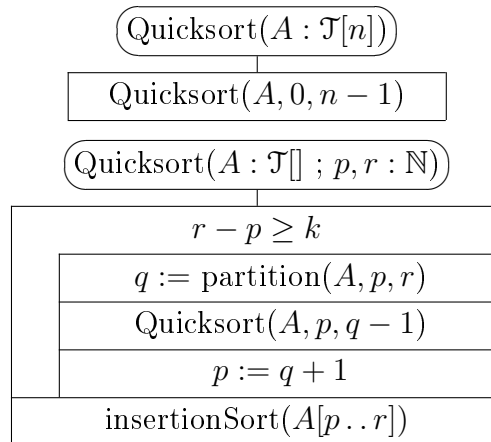 Quicksort(A : 𝒯[n])
Quicksort(A, 0, n − 1)
Quicksort(A : 𝒯[] ; p, r : ℕ)
r − p ≥ k
q := partition(A, p, r)
Quicksort(A, p, q − 1)
p := q + 1
insertionSort(A[p . . r])